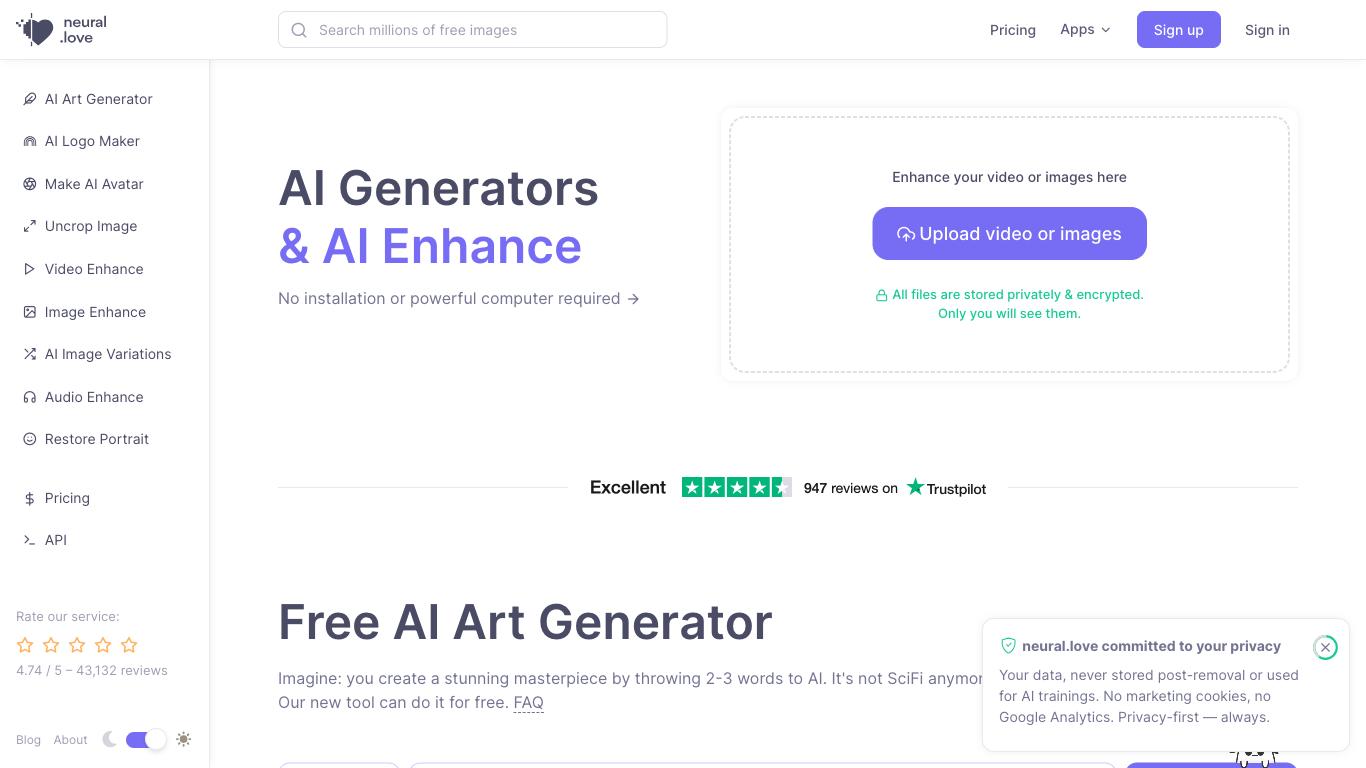 neural
.love
Search millions of free images
Pricing
Apps
Sign up
Sign in
AI Art Generator
AI Logo Maker
Make AI Avatar
Uncrop Image
Video Enhance
Image Enhance
AI Image Variations
Audio Enhance
Restore Portrait
Pricing
API
Rate our service:
4.74 / 5 – 43,132 reviews
Blog
About
AI Generators
& AI Enhance
No installation or powerful computer required →
Enhance your video or images here
Upload video or images
All files are stored privately & encrypted.
Only you will see them.
Excellent
947 reviews on
Trustpilot
Free AI Art Generator
Imagine: you create a stunning masterpiece by throwing 2-3 words to AI. It's not SciFi anymor
Our new tool can do it for free. FAQ
neural.love committed to your privacy
Your data, never stored post-removal or used
for AI trainings. No marketing cookies, no
Google Analytics. Privacy-first — always.